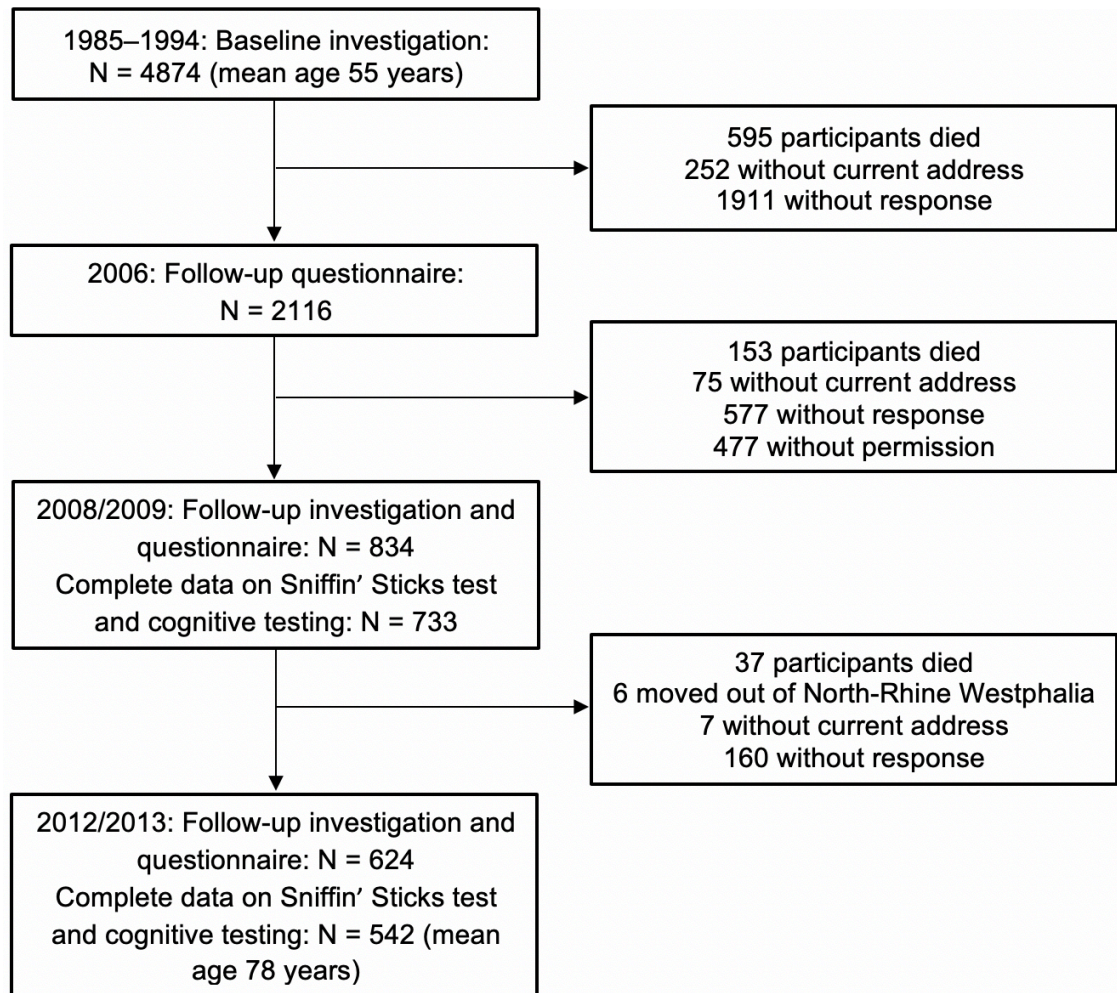 1985–1994: Baseline investigation:
N = 4874 (mean age 55 years)
595 participants died
252 without current address
1911 without response
2006: Follow-up questionnaire:
N = 2116
153 participants died
75 without current address
577 without response
477 without permission
2008/2009: Follow-up investigation and
questionnaire: N = 834
Complete data on Sniffin’ Sticks test
and cognitive testing: N = 733
37 participants died
6 moved out of North-Rhine Westphalia
7 without current address
160 without response
2012/2013: Follow-up investigation and
questionnaire: N = 624
Complete data on Sniffin’ Sticks test
and cognitive testing: N = 542 (mean
age 78 years)